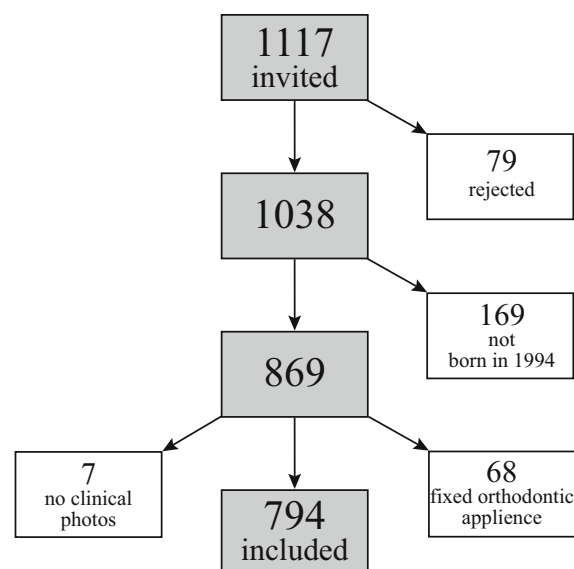 1117
invited
79
rejected
1038
169
not
born in 1994
869
7
no clinical
photos
68
fixed orthodontic
applience
794
included